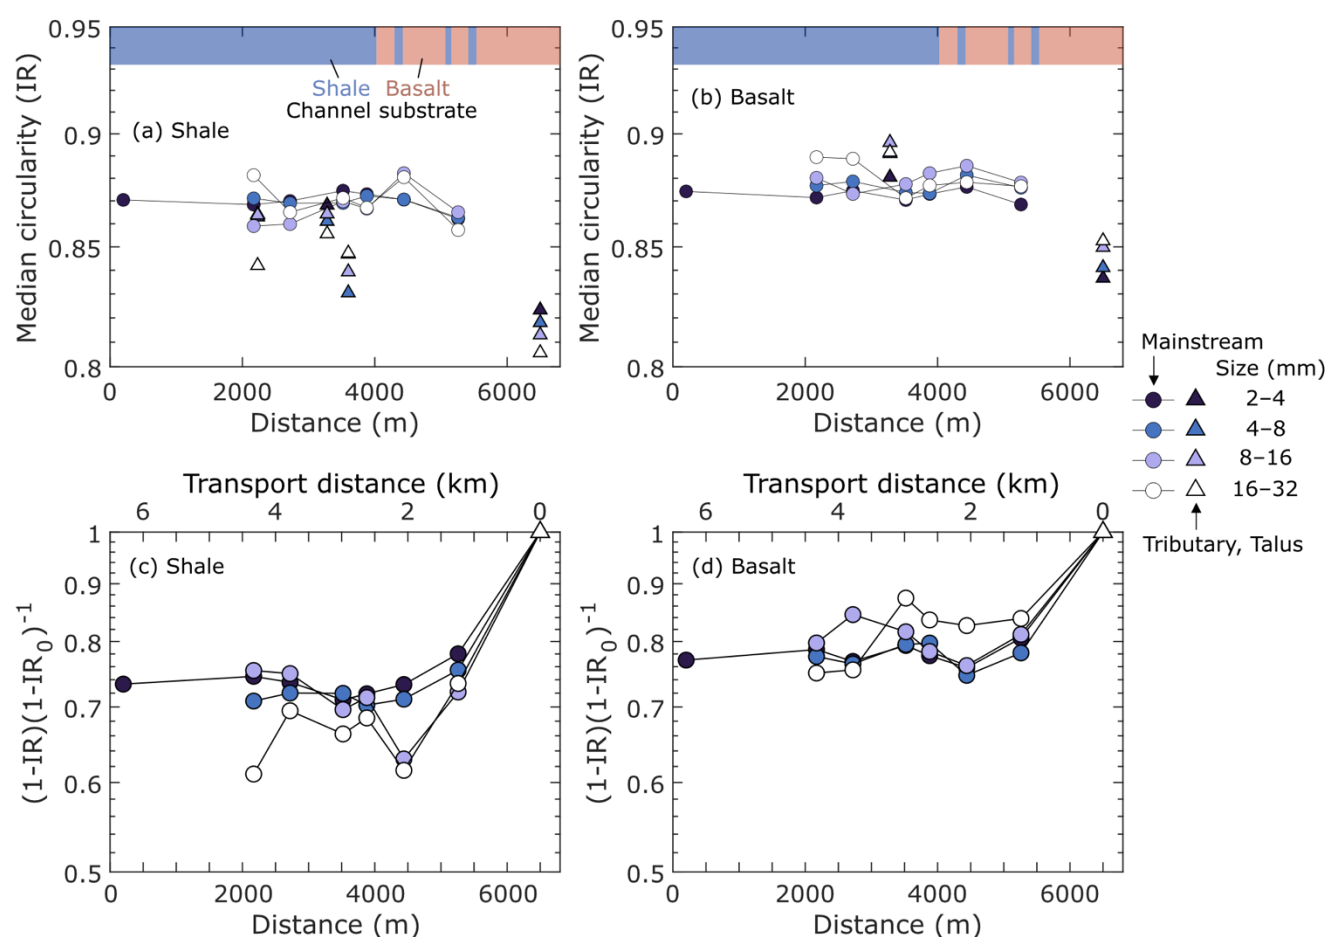 0.95
0.9
0.85
0.8
Median circularity (IR)
Shale Basalt
Channel substrate
(a) Shale
0 2000 4000 6000
Distance (m)
0.95
0.9
0.85
0.8
Median circularity (IR)
(b) Basalt
0 2000 4000 6000
Distance (m)
Mainstream
Size (mm)
2–4
4–8
8–16
16–32
Tributary, Talus
Transport distance (km)
6 4 2 0
1
0.9
0.8
0.7
0.6
0.5
(1-IR)(1-IR₀)⁻¹
(c) Shale
0 2000 4000 6000
Distance (m)
Transport distance (km)
6 4 2 0
1
0.9
0.8
0.7
0.6
0.5
(1-IR)(1-IR₀)⁻¹
(d) Basalt
0 2000 4000 6000
Distance (m)